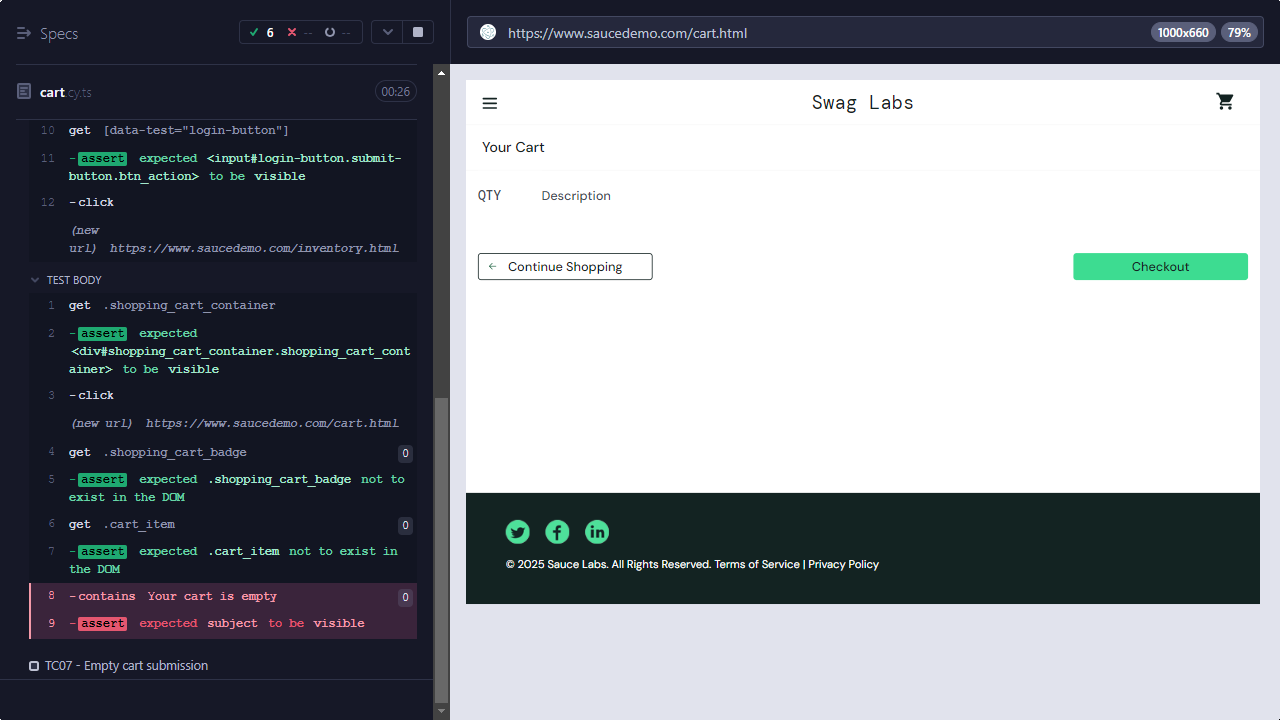 Specs
6 -- --
cart.cy.ts
00:26
10 get [data-test="login-button"]
11 -assert expected <input#login-button.submit-
button.btn_action> to be visible
12 -click
(new
url) https://www.saucedemo.com/inventory.html
TEST BODY
1 get .shopping_cart_container
2 -assert expected
<div#shopping_cart_container.shopping_cart_cont
ainer> to be visible
3 -click
(new url) https://www.saucedemo.com/cart.html
4 get .shopping_cart_badge 0
5 -assert expected .shopping_cart_badge not to
exist in the DOM
6 get .cart_item 0
7 -assert expected .cart_item not to exist in
the DOM
8 -contains Your cart is empty 0
9 -assert expected subject to be visible
TC07 - Empty cart submission
https://www.saucedemo.com/cart.html
1000x660
79%
Swag Labs
Your Cart
QTY Description
Continue Shopping
Checkout
© 2025 Sauce Labs. All Rights Reserved. Terms of Service | Privacy Policy